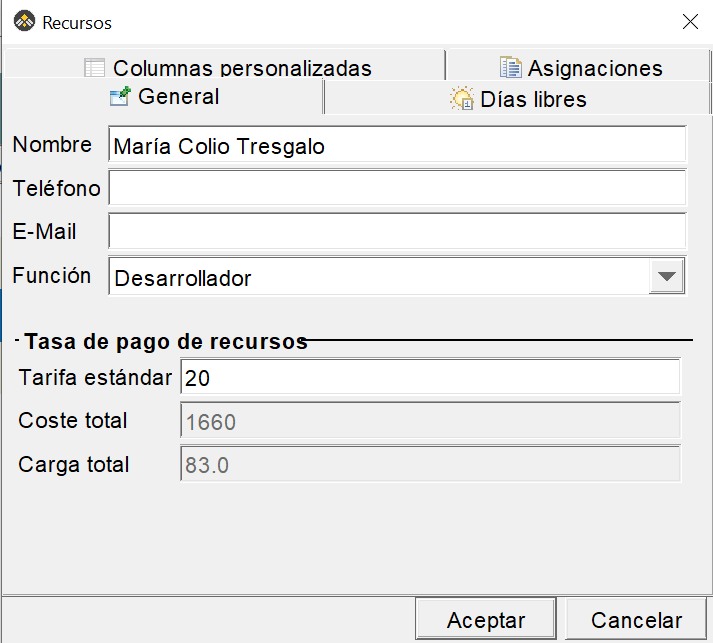 Recursos
Columnas personalizadas
Asignaciones
General
Días libres
Nombre María Colio Tresgalo
Teléfono
E-Mail
Función Desarrollador
Tasa de pago de recursos
Tarifa estándar 20
Coste total 1660
Carga total 83.0
Aceptar Cancelar